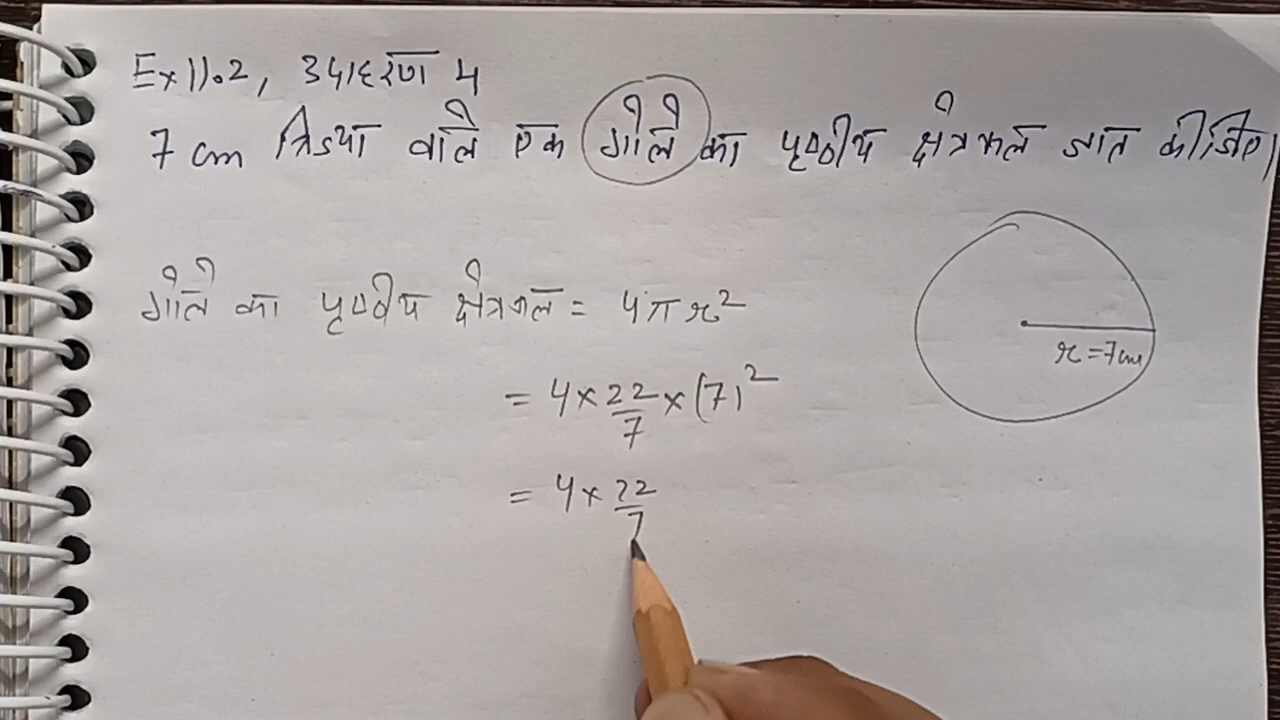 Ex 11.2, उदाहरण 4
7 cm त्रिज्या वाले एक गोले का पृष्ठीय क्षेत्रफल ज्ञात कीजिए।
गोले का पृष्ठीय क्षेत्रफल = 4πr²
r = 7cm
= 4 × 22/7 × (7)²
= 4 × 22/7